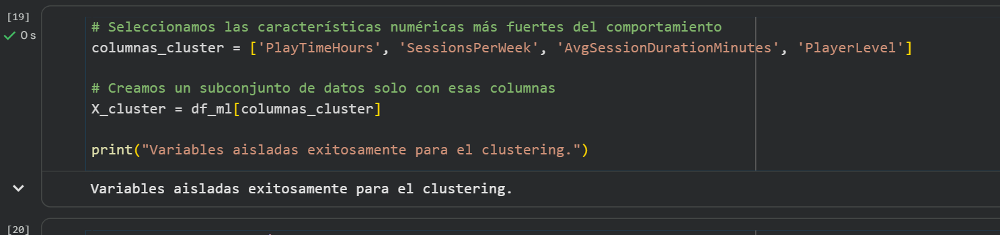 [19]
0 s
# Seleccionamos las características numéricas más fuertes del comportamiento
columnas_cluster = ['PlayTimeHours', 'SessionsPerWeek', 'AvgSessionDurationMinutes', 'PlayerLevel']
# Creamos un subconjunto de datos solo con esas columnas
X_cluster = df_ml[columnas_cluster]
print("Variables aisladas exitosamente para el clustering.")
Variables aisladas exitosamente para el clustering.
[20]